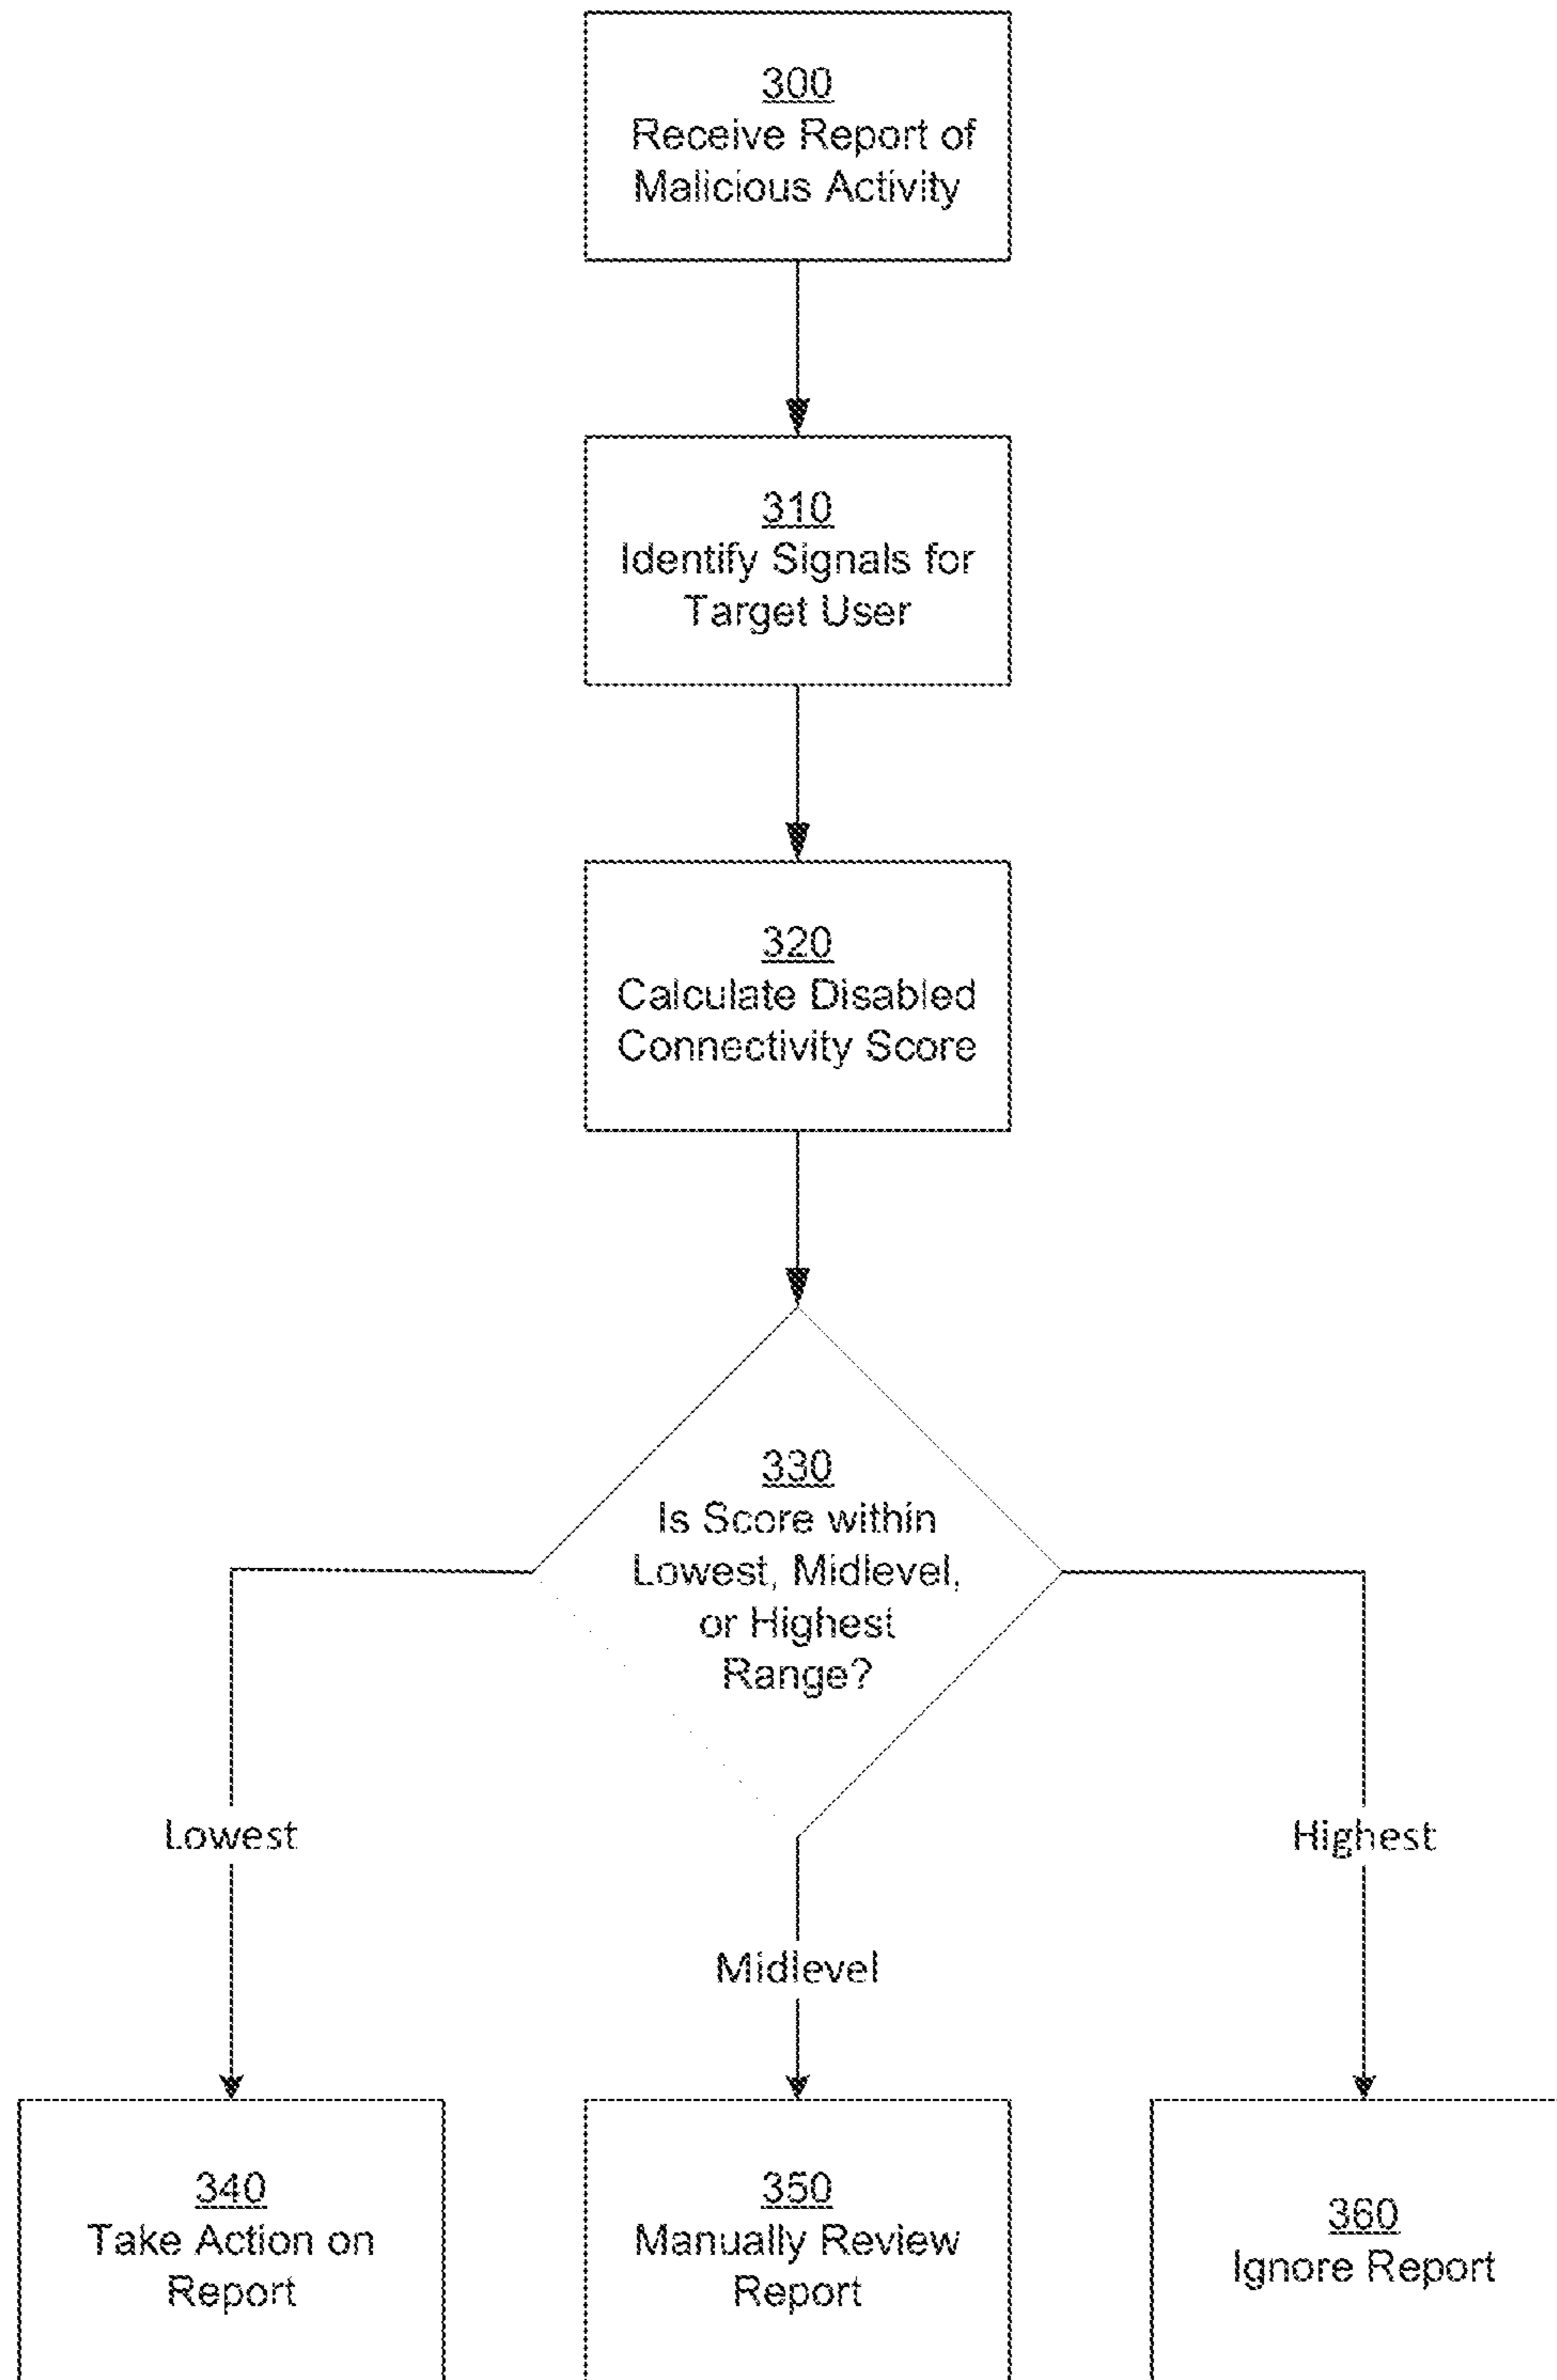 300
Receive Report of
Malicious Activity
310
Identify Signals for
Target User
320
Calculate Disabled
Connectivity Score
330
Is Score within
Lowest, Midlevel,
or Highest
Range?
Lowest
Highest
Midlevel
340
Take Action on
Report
350
Manually Review
Report
360
Ignore Report